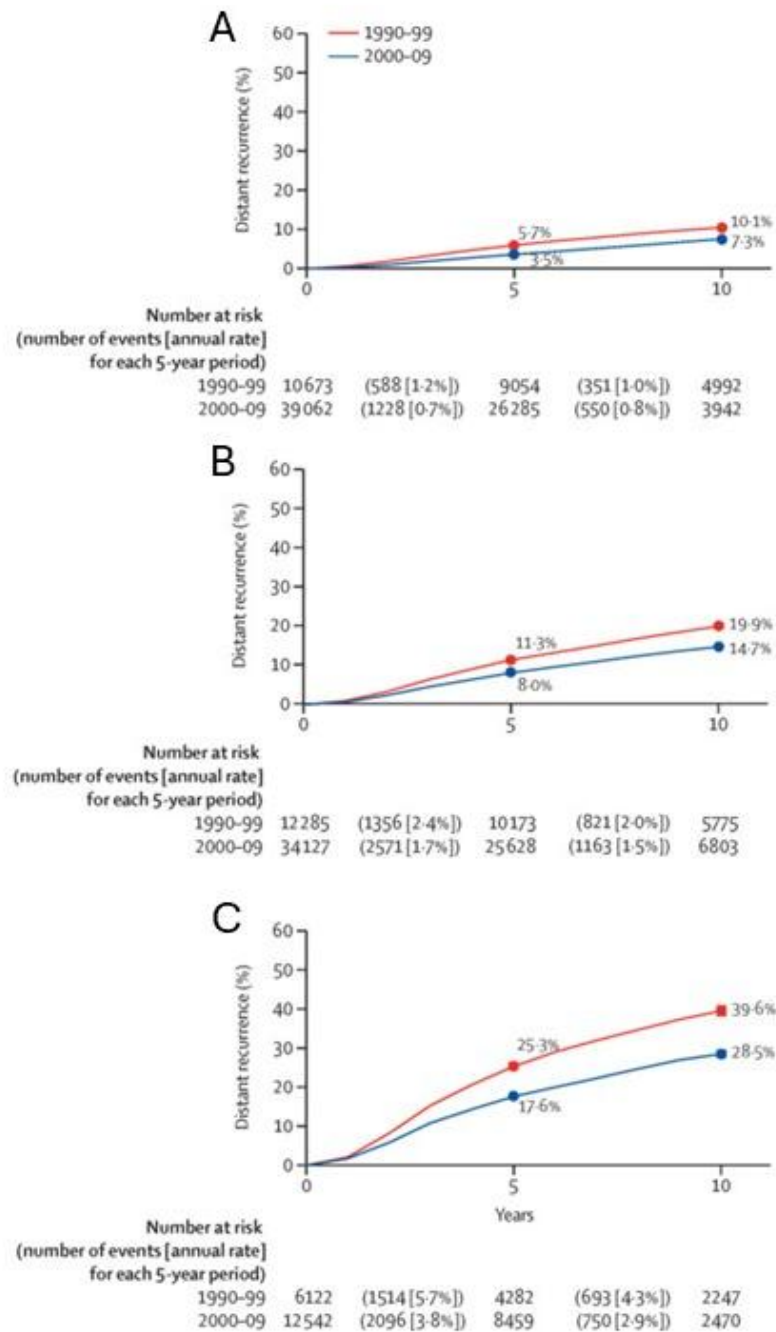 A
60
1990–99
2000–09
50
40
30
20
10
0
Distant recurrence (%)
5·7%
3·5%
10·1%
7·3%
0 5 10
Number at risk
(number of events [annual rate]
for each 5-year period)
1990–99 10673 (588 [1·2%]) 9054 (351 [1·0%]) 4992
2000–09 39062 (1228 [0·7%]) 26285 (550 [0·8%]) 3942
B
60
50
40
30
20
10
0
Distant recurrence (%)
11·3%
8·0%
19·9%
14·7%
0 5 10
Number at risk
(number of events [annual rate]
for each 5-year period)
1990–99 12285 (1356 [2·4%]) 10173 (821 [2·0%]) 5775
2000–09 34127 (2571 [1·7%]) 25628 (1163 [1·5%]) 6803
C
60
50
40
30
20
10
0
Distant recurrence (%)
25·3%
17·6%
39·6%
28·5%
0 5 10
Years
Number at risk
(number of events [annual rate]
for each 5-year period)
1990–99 6122 (1514 [5·7%]) 4282 (693 [4·3%]) 2247
2000–09 12542 (2096 [3·8%]) 8459 (750 [2·9%]) 2470